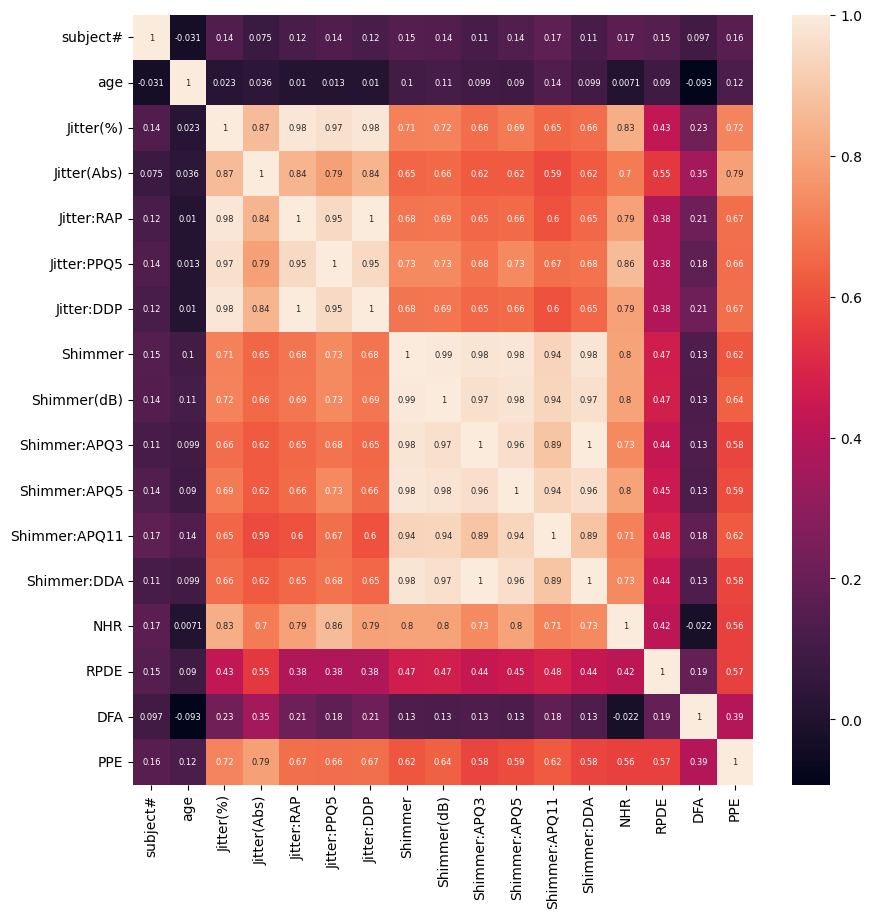 subject# 1 -0.031 0.14 0.075 0.12 0.14 0.12 0.15 0.14 0.11 0.14 0.17 0.11 0.17 0.15 0.097 0.16
age -0.031 1 0.023 0.036 0.01 0.013 0.01 0.1 0.11 0.099 0.09 0.14 0.099 0.0071 0.09 -0.093 0.12
Jitter(%) 0.14 0.023 1 0.87 0.98 0.97 0.98 0.71 0.72 0.66 0.69 0.65 0.66 0.83 0.43 0.23 0.72
Jitter(Abs) 0.075 0.036 0.87 1 0.84 0.79 0.84 0.65 0.66 0.62 0.62 0.59 0.62 0.7 0.55 0.35 0.79
Jitter:RAP 0.12 0.01 0.98 0.84 1 0.95 1 0.68 0.69 0.65 0.66 0.6 0.65 0.79 0.38 0.21 0.67
Jitter:PPQ5 0.14 0.013 0.97 0.79 0.95 1 0.95 0.73 0.73 0.68 0.73 0.67 0.68 0.86 0.38 0.18 0.66
Jitter:DDP 0.12 0.01 0.98 0.84 1 0.95 1 0.68 0.69 0.65 0.66 0.6 0.65 0.79 0.38 0.21 0.67
Shimmer 0.15 0.1 0.71 0.65 0.68 0.73 0.68 1 0.99 0.98 0.98 0.94 0.98 0.8 0.47 0.13 0.62
Shimmer(dB) 0.14 0.11 0.72 0.66 0.69 0.73 0.69 0.99 1 0.97 0.98 0.94 0.97 0.8 0.47 0.13 0.64
Shimmer:APQ3 0.11 0.099 0.66 0.62 0.65 0.68 0.65 0.98 0.97 1 0.96 0.89 1 0.73 0.44 0.13 0.58
Shimmer:APQ5 0.14 0.09 0.69 0.62 0.66 0.73 0.66 0.98 0.98 0.96 1 0.94 0.96 0.8 0.45 0.13 0.59
Shimmer:APQ11 0.17 0.14 0.65 0.59 0.6 0.67 0.6 0.94 0.94 0.89 0.94 1 0.89 0.71 0.48 0.18 0.62
Shimmer:DDA 0.11 0.099 0.66 0.62 0.65 0.68 0.65 0.98 0.97 1 0.96 0.89 1 0.73 0.44 0.13 0.58
NHR 0.17 0.0071 0.83 0.7 0.79 0.86 0.79 0.8 0.8 0.73 0.8 0.71 0.73 1 0.42 -0.022 0.56
RPDE 0.15 0.09 0.43 0.55 0.38 0.38 0.38 0.47 0.47 0.44 0.45 0.48 0.44 0.42 1 0.19 0.57
DFA 0.097 -0.093 0.23 0.35 0.21 0.18 0.21 0.13 0.13 0.13 0.13 0.18 0.13 -0.022 0.19 1 0.39
PPE 0.16 0.12 0.72 0.79 0.67 0.66 0.67 0.62 0.64 0.58 0.59 0.62 0.58 0.56 0.57 0.39 1
subject#
age
Jitter(%)
Jitter(Abs)
Jitter:RAP
Jitter:PPQ5
Jitter:DDP
Shimmer
Shimmer(dB)
Shimmer:APQ3
Shimmer:APQ5
Shimmer:APQ11
Shimmer:DDA
NHR
RPDE
DFA
PPE
1.0
0.8
0.6
0.4
0.2
0.0